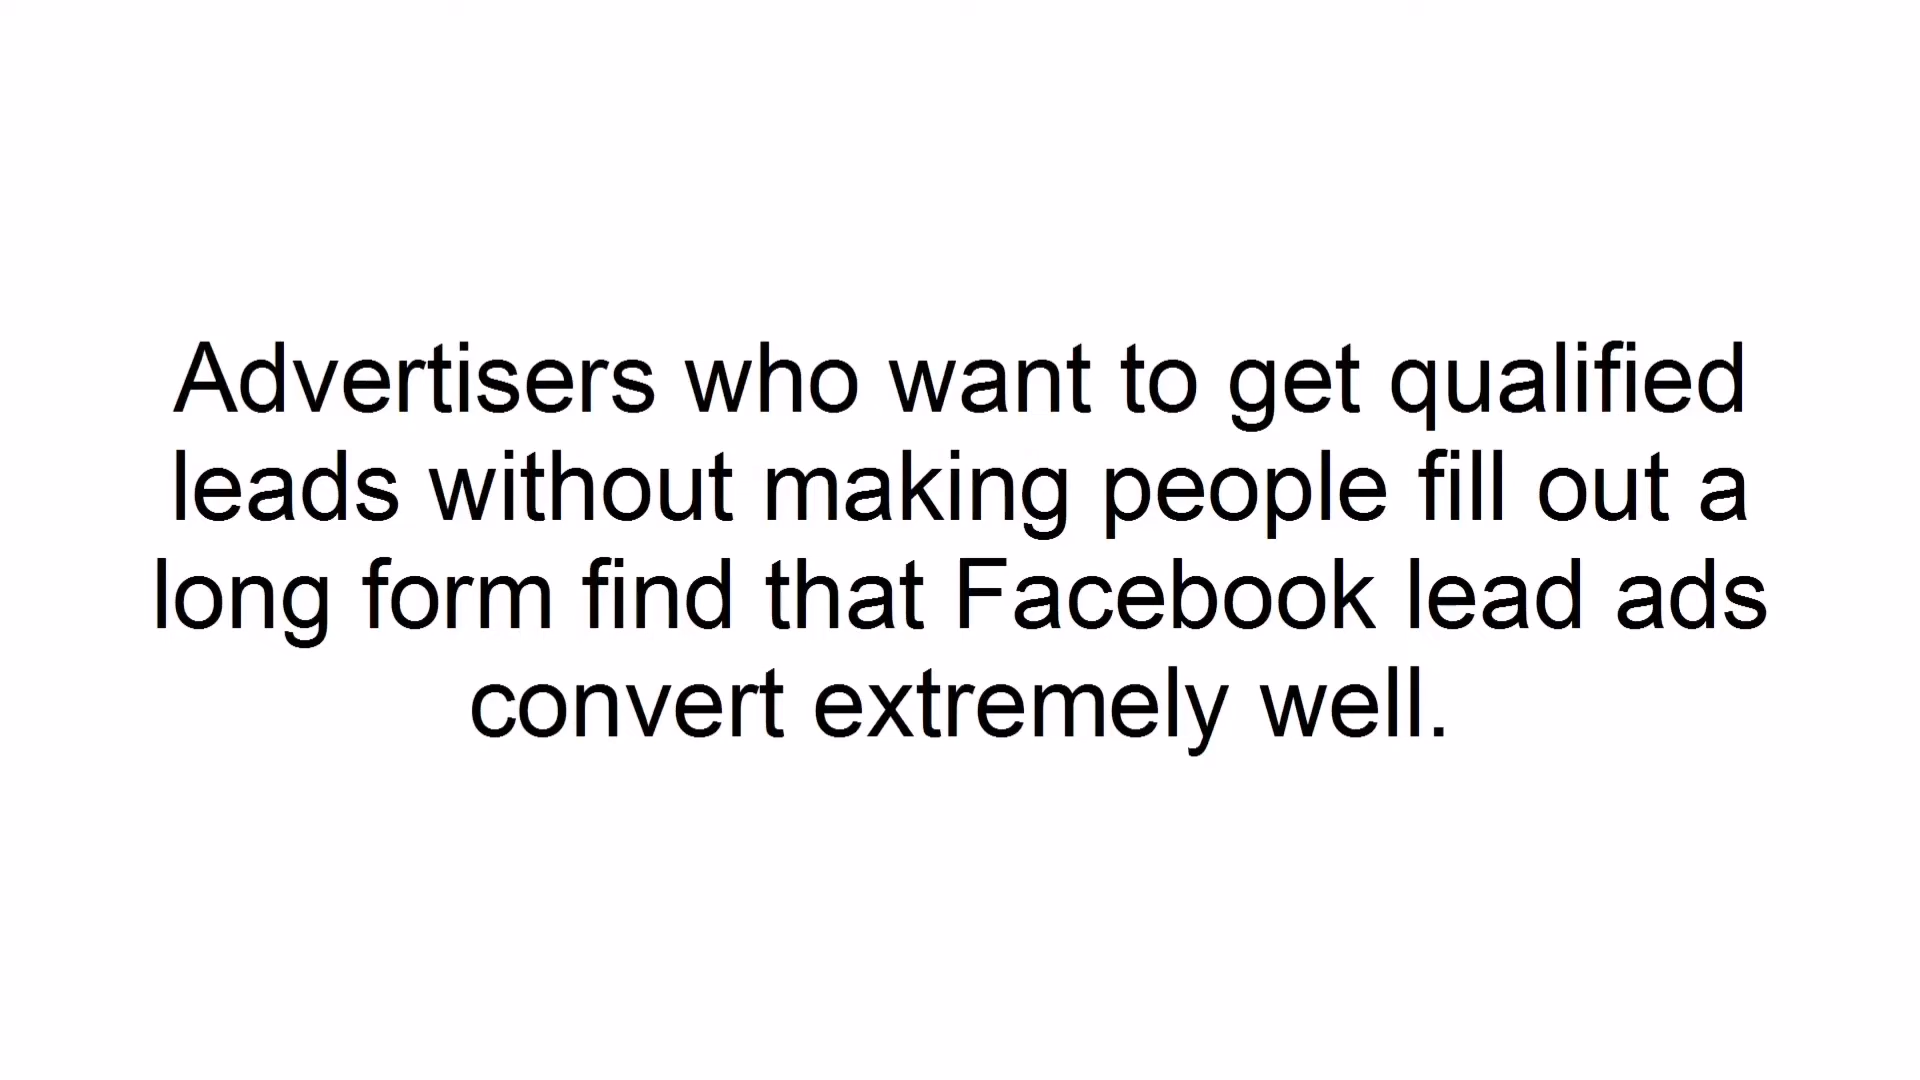 Advertisers who want to get qualified
leads without making people fill out a
long form find that Facebook lead ads
convert extremely well.